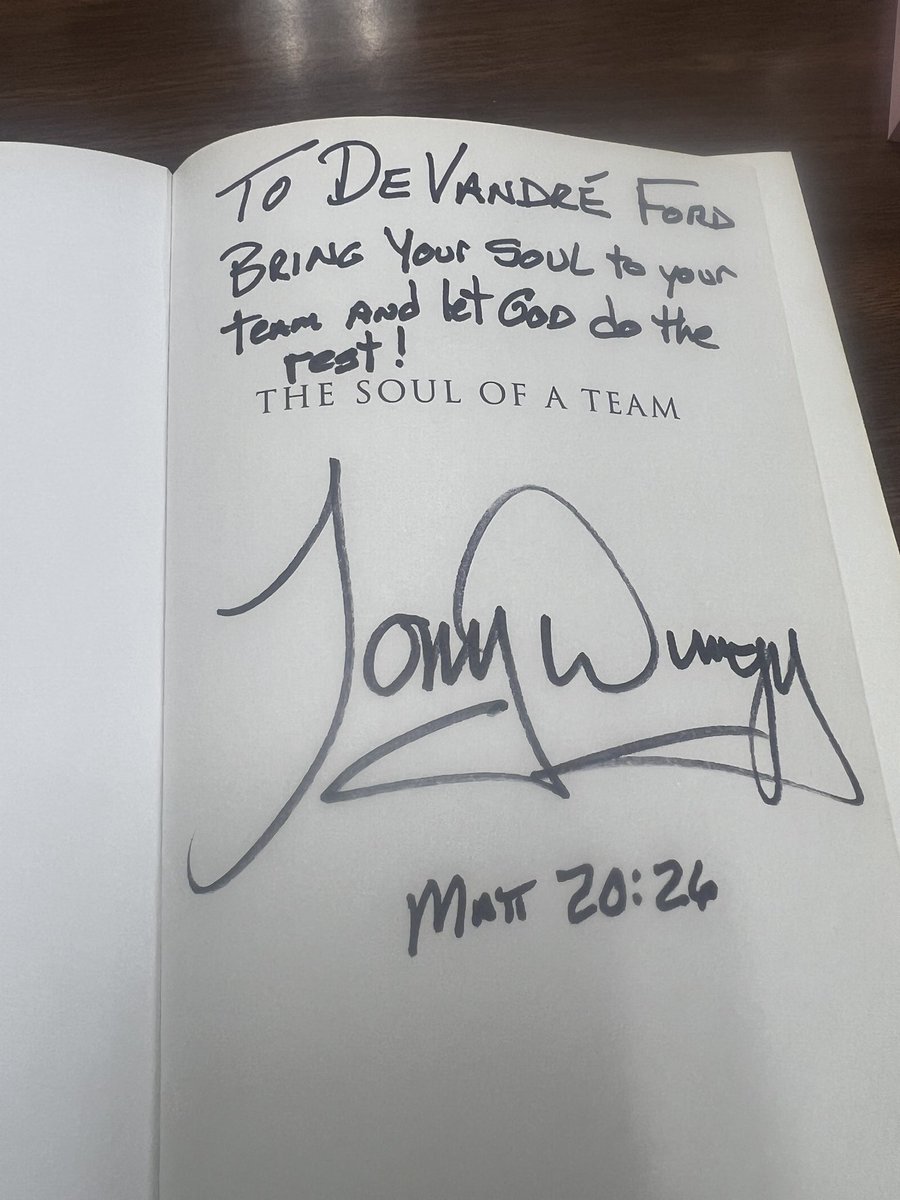 To DeVANDRÉ FORD
BRING Your SOUL to your
team AND let GOD do the
rest!
THE SOUL OF A TEAM
Tony Dungy
MATT 20:26